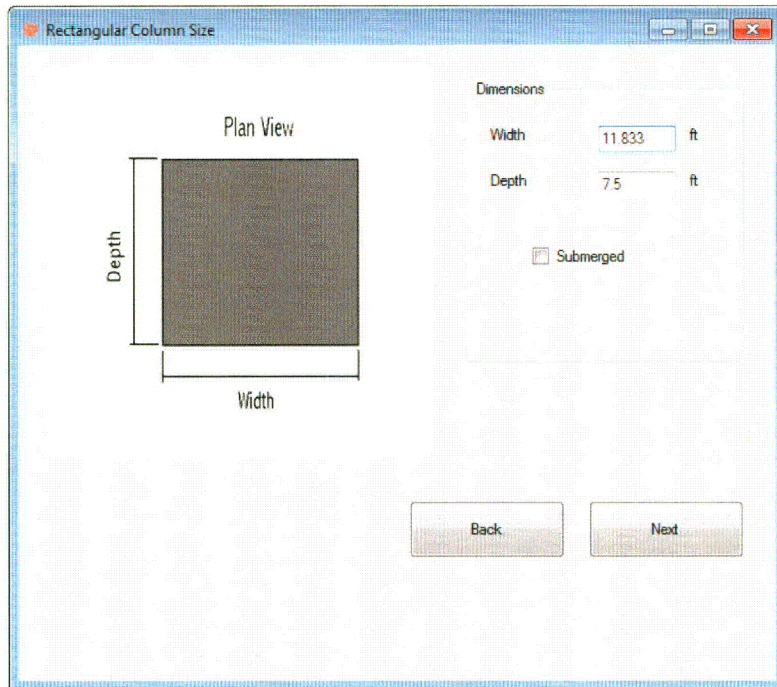 Rectangular Column Size
Plan View
Depth
Width
Dimensions
Width 11.833 ft
Depth 7.5 ft
Submerged
Back Next